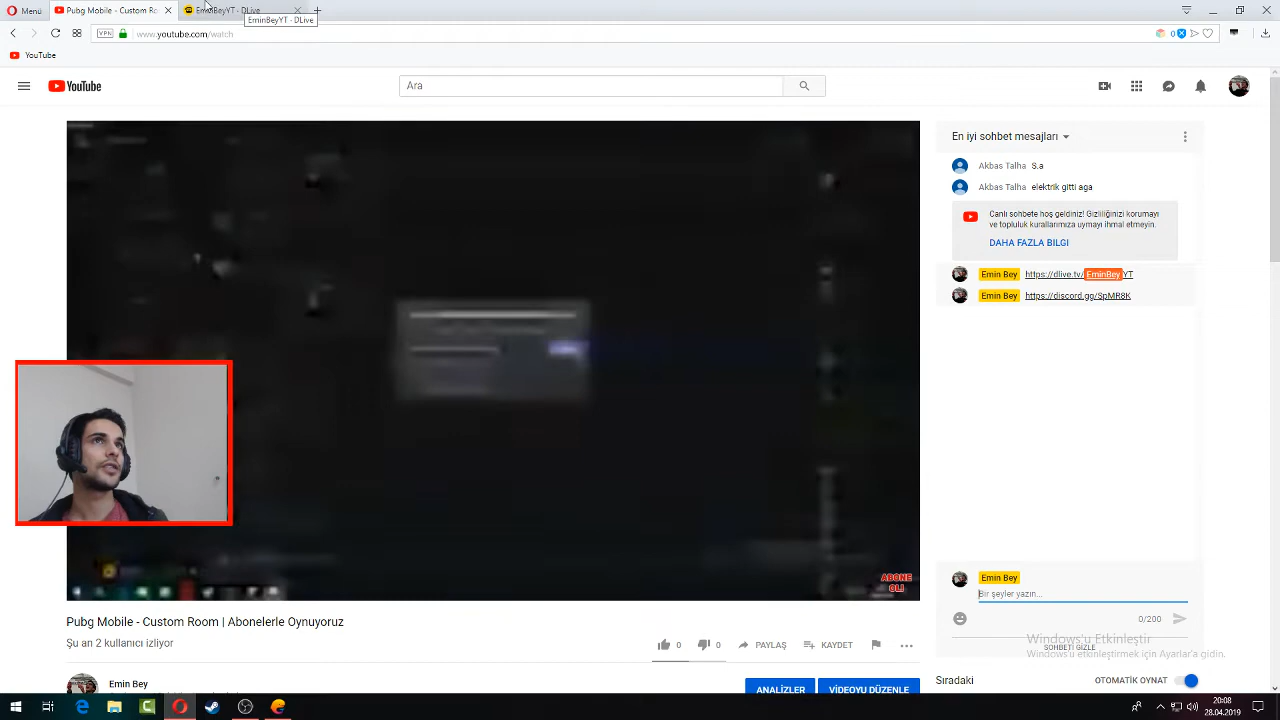 Menü
Pubg Mobile - Custom Ro
EminBeyYT - DLive
EminBeyYT - DLive
VPN
www.youtube.com/watch
0
YouTube
YouTube
Ara
En iyi sohbet mesajları
Akbas Talha S.a
Akbas Talha elektrik gitti aga
Canlı sohbete hoş geldiniz! Gizliliğinizi korumayı
ve topluluk kurallarımıza uymayı ihmal etmeyin.
DAHA FAZLA BILGI
Emin Bey https://dlive.tv/EminBeyYT
Emin Bey https://discord.gg/SpMR8K
ABONE
OL!
Emin Bey
Bir şeyler yazın...
0/200
SOHBETİ GİZLE
Windows'u Etkinleştir
Windows'u etkinleştirmek için Ayarlar'a gidin.
Pubg Mobile - Custom Room | Abonelerle Oynuyoruz
Şu an 2 kullanıcı izliyor
0
0
PAYLAŞ
KAYDET
Emin Bey
ANALİZLER
VİDEOYU DÜZENLE
Sıradaki
OTOMATİK OYNAT
20:08
28.04.2019